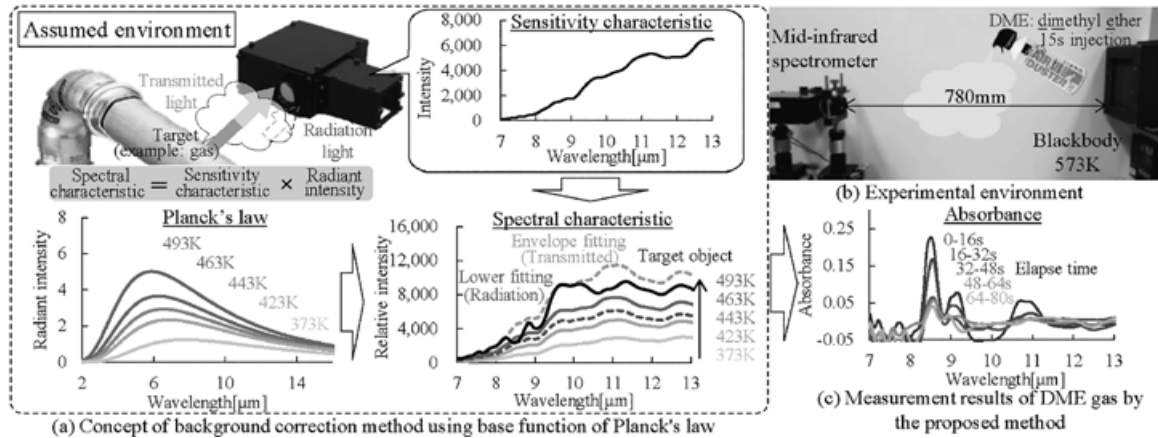 Assumed environment
Transmitted
light
Target
(example: gas)
Radiation
light
Spectral
characteristic = Sensitivity
characteristic × Radiant
intensity
Sensitivity characteristic
Intensity
8,000
6,000
4,000
2,000
0
7 8 9 10 11 12 13
Wavelength[μm]
Planck's law
Radiant intensity
8
6
4
2
0
493K
463K
443K
423K
373K
2 6 10 14
Wavelength[μm]
Spectral characteristic
Relative intensity
16,000
12,000
8,000
4,000
0
Envelope fitting
(Transmitted)
Lower fitting
(Radiation)
Target object
493K
463K
443K
423K
373K
7 8 9 10 11 12 13
Wavelength[μm]
(a) Concept of background correction method using base function of Planck's law
Mid-infrared
spectrometer
DME: dimethyl ether
15s injection
AIR
DUSTER
780mm
Blackbody
573K
(b) Experimental environment
Absorbance
Absorbance
0.25
0.15
0.05
-0.05
0-16s
16-32s
32-48s
48-64s
64-80s
Elapse time
7 8 9 10 11 12 13
Wavelength[μm]
(c) Measurement results of DME gas by
the proposed method